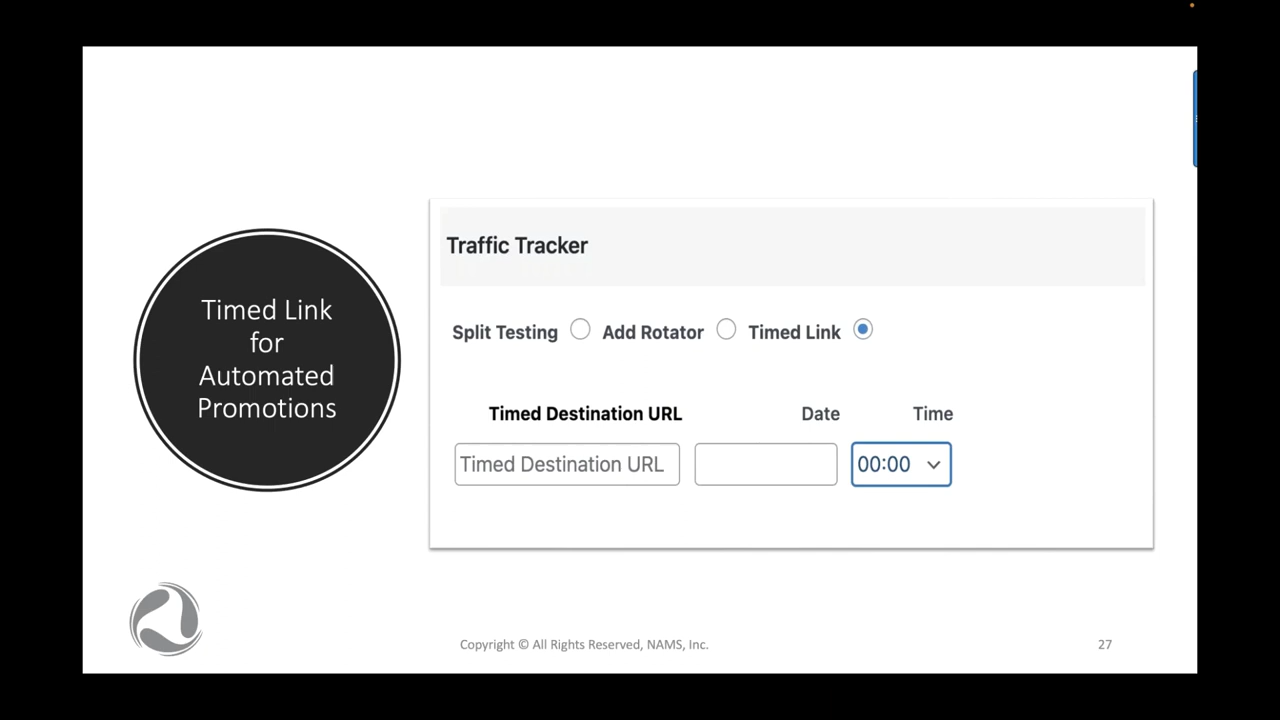 Timed Link
for
Automated
Promotions
Traffic Tracker
Split Testing Add Rotator Timed Link
Timed Destination URL Date Time
Timed Destination URL 00:00
Copyright © All Rights Reserved, NAMS, Inc. 27